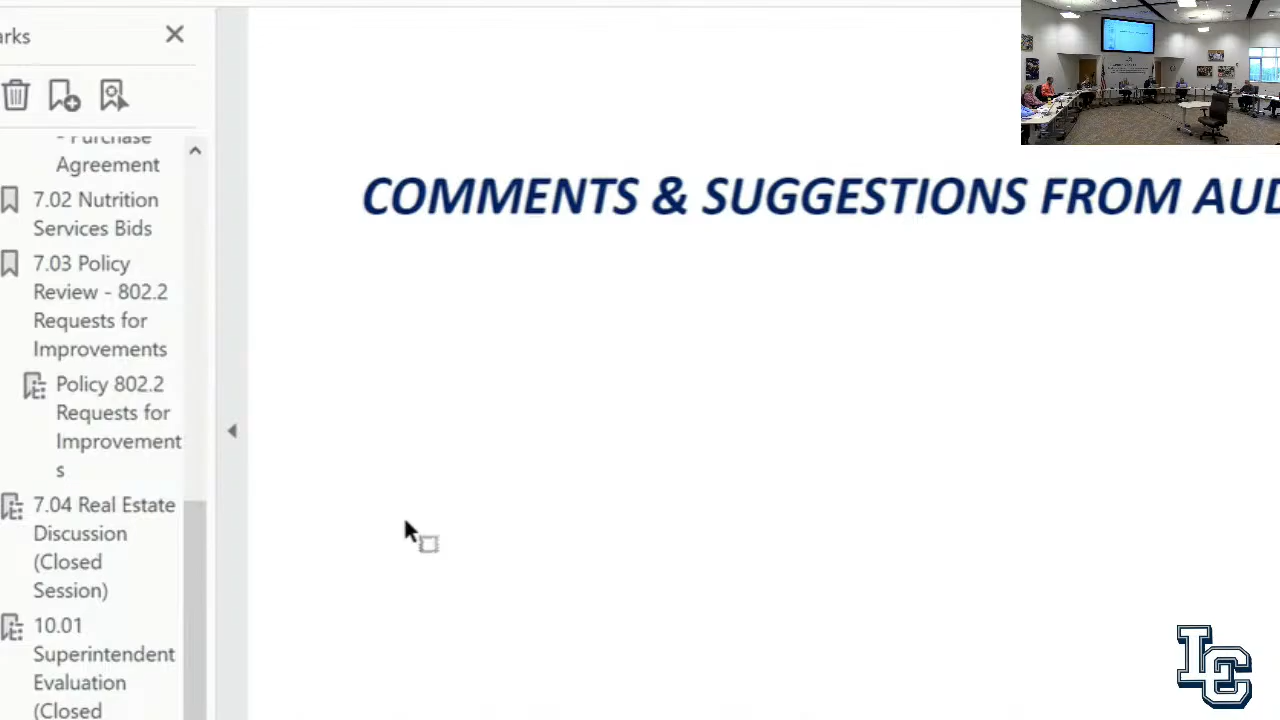 arks
- Purchase
Agreement
7.02 Nutrition
Services Bids
7.03 Policy
Review - 802.2
Requests for
Improvements
Policy 802.2
Requests for
Improvement
s
7.04 Real Estate
Discussion
(Closed
Session)
10.01
Superintendent
Evaluation
(Closed
COMMENTS & SUGGESTIONS FROM AUD
LC